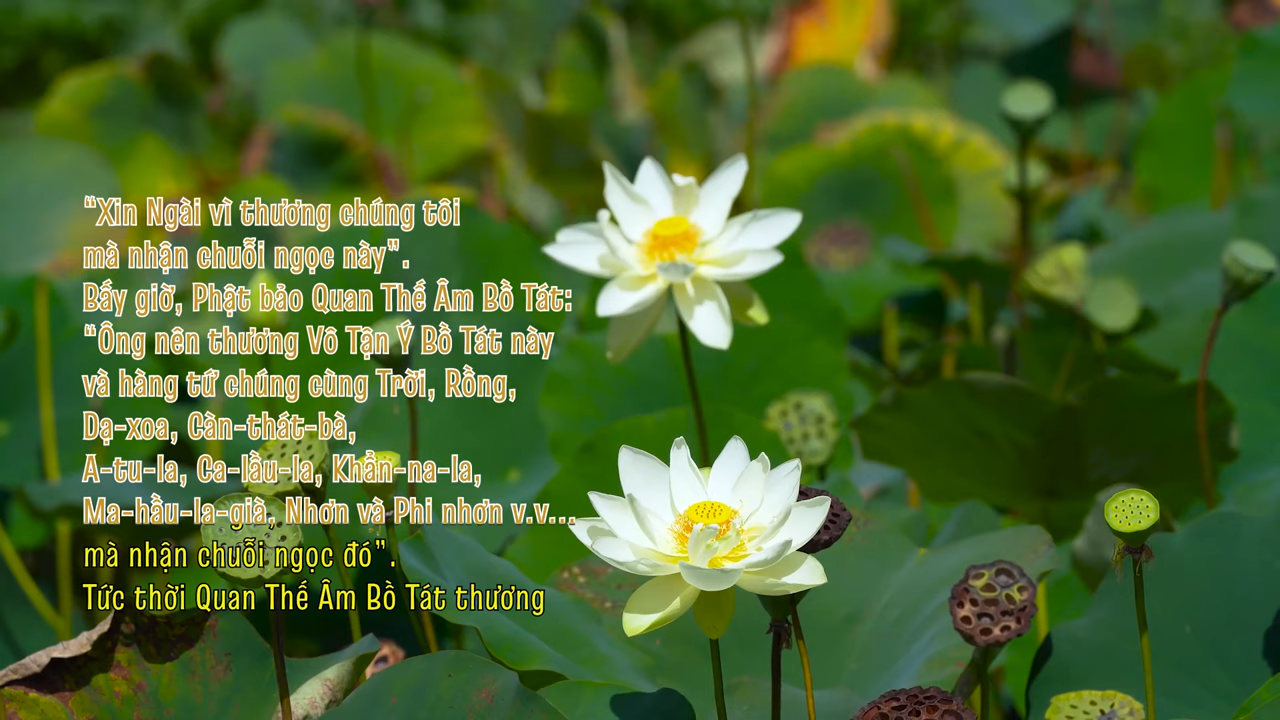 “Xin Ngài vì thương chúng tôi
mà nhận chuỗi ngọc này”.
Bấy giờ, Phật bảo Quan Thế Âm Bồ Tát:
“Ông nên thương Vô Tận Ý Bồ Tát này
và hàng tứ chúng cùng Trời, Rồng,
Dạ-xoa, Càn-thát-bà,
A-tu-la, Ca-lầu-la, Khẩn-na-la,
Ma-hầu-la-già, Nhơn và Phi nhơn v.v...
mà nhận chuỗi ngọc đó”.
Tức thời Quan Thế Âm Bồ Tát thương